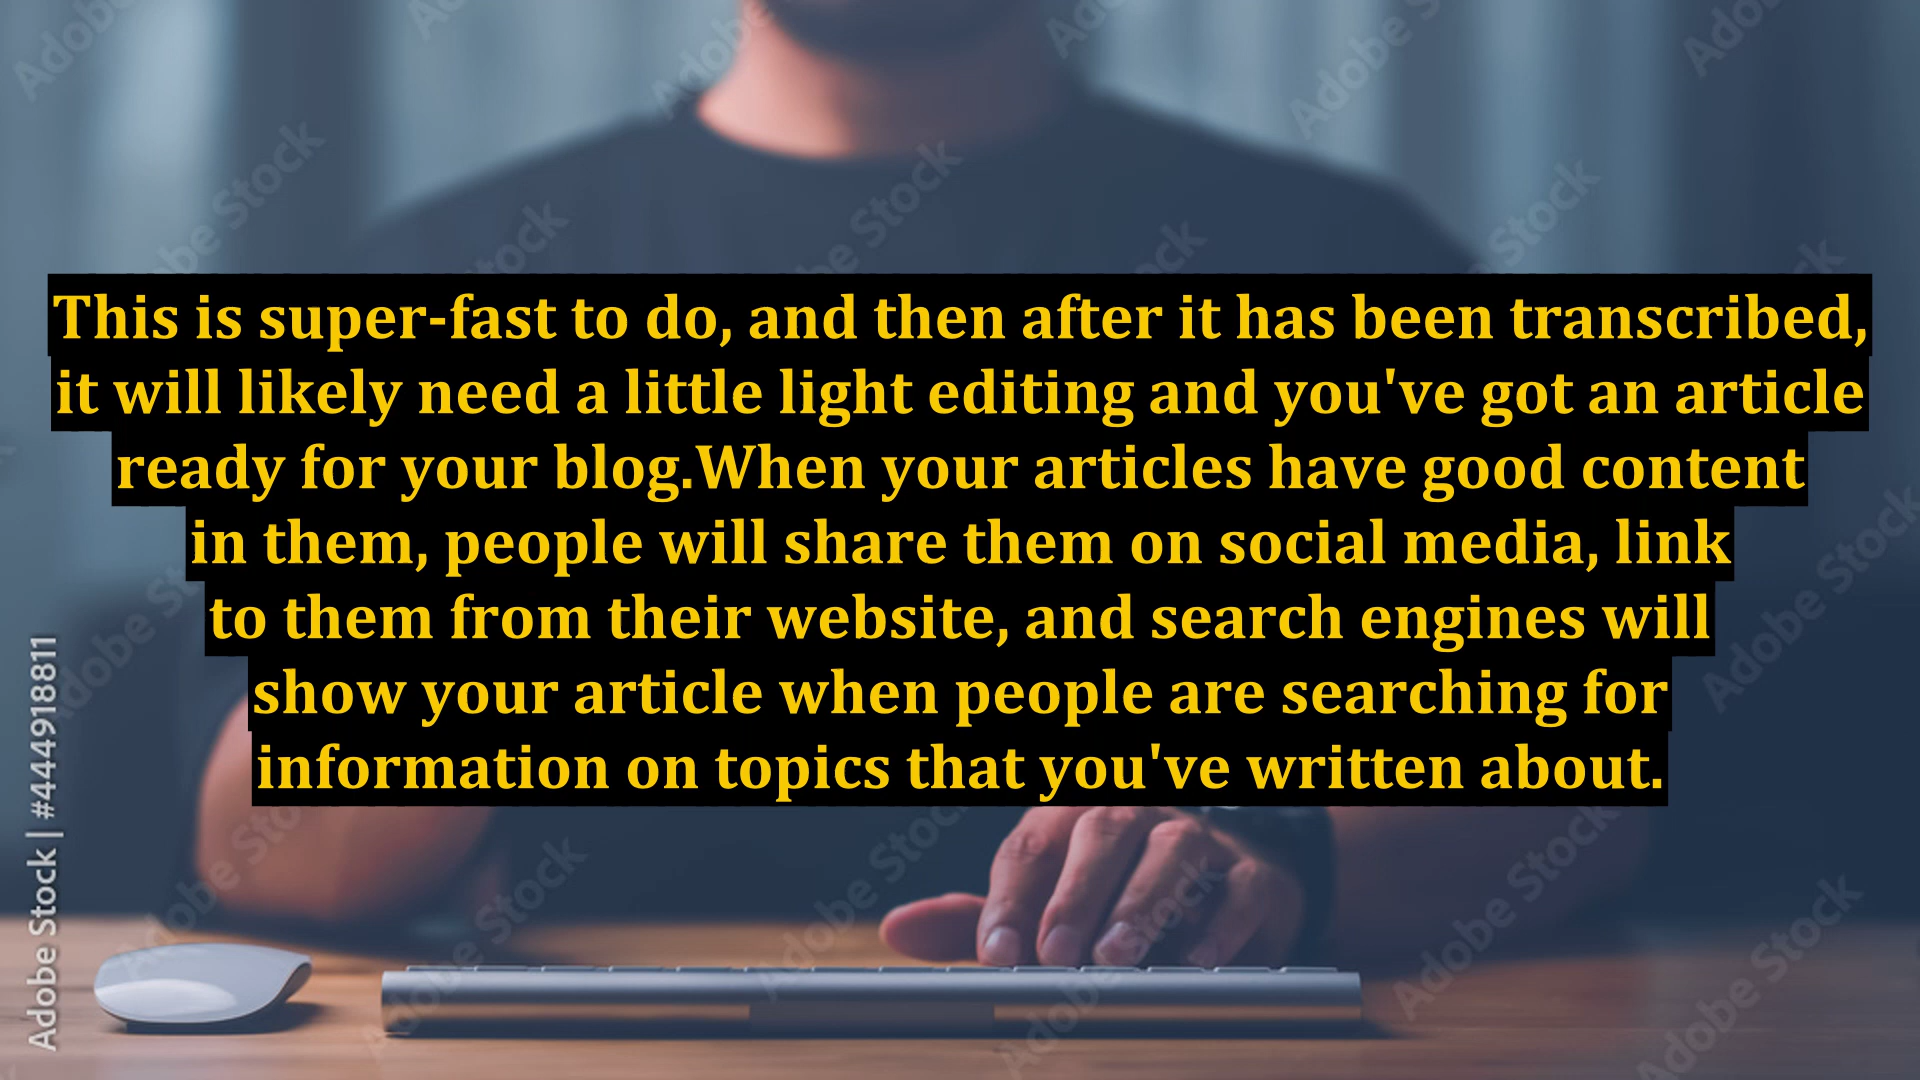 This is super-fast to do, and then after it has been transcribed,
it will likely need a little light editing and you've got an article
ready for your blog.When your articles have good content
in them, people will share them on social media, link
to them from their website, and search engines will
show your article when people are searching for
information on topics that you've written about.
Adobe Stock | #444918811
Adobe Stock